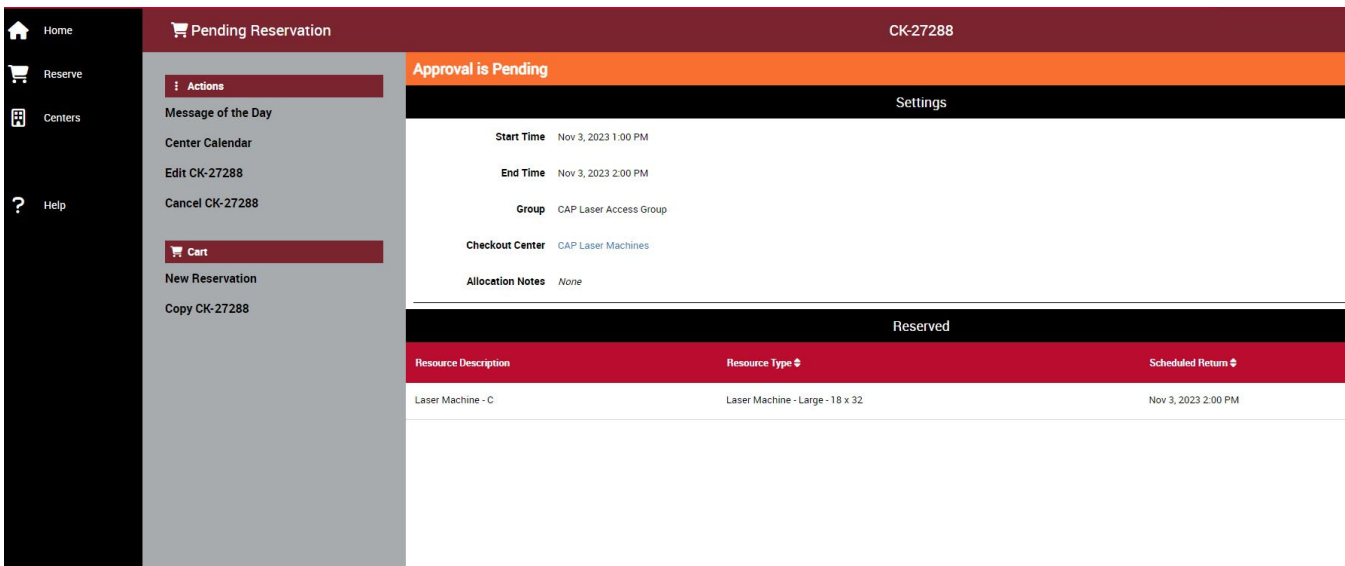 Home
Reserve
Centers
Help
Pending Reservation
CK-27288
Actions
Message of the Day
Center Calendar
Edit CK-27288
Cancel CK-27288
Cart
New Reservation
Copy CK-27288
Approval is Pending
Settings
Start Time Nov 3, 2023 1:00 PM
End Time Nov 3, 2023 2:00 PM
Group CAP Laser Access Group
Checkout Center CAP Laser Machines
Allocation Notes None
Reserved
Resource Description Resource Type Scheduled Return
Laser Machine - C Laser Machine - Large - 18 x 32 Nov 3, 2023 2:00 PM